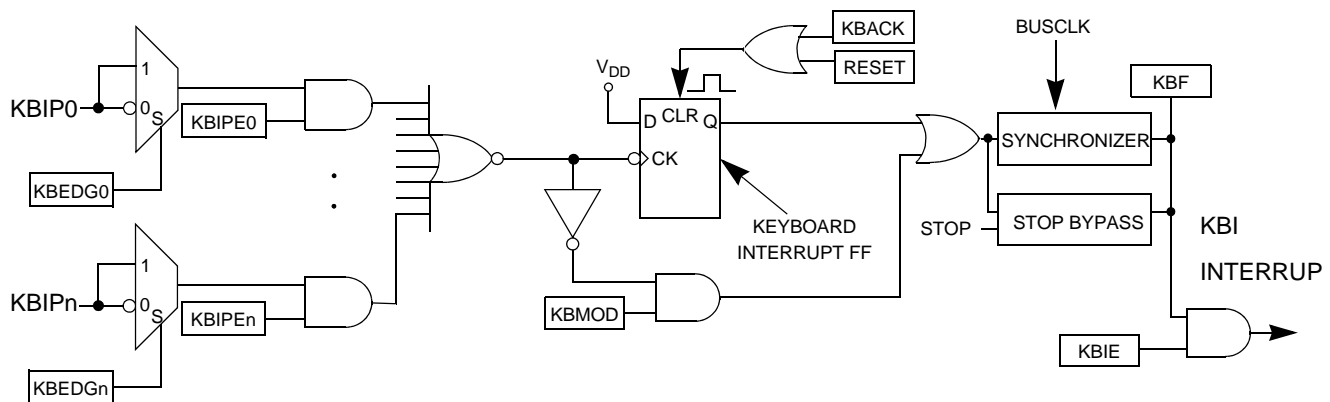 KBACK
RESET
BUSCLK
KBF
VDD
1
0
S
KBIP0
KBIPE0
KBEDG0
D CLR Q
CK
SYNCHRONIZER
STOP BYPASS
STOP
KEYBOARD
INTERRUPT FF
KBI
INTERRUP
1
0
S
KBIPn
KBIPEn
KBEDGn
KBMOD
KBIE